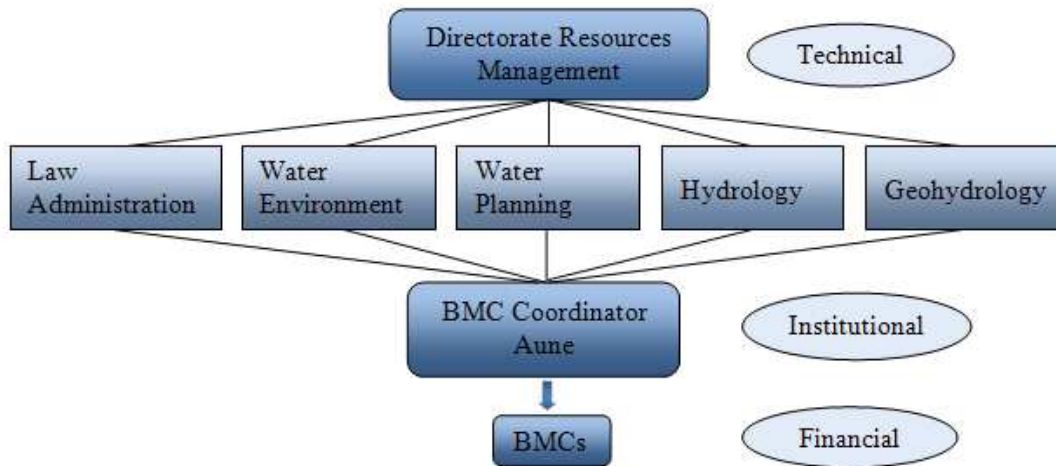 Directorate Resources
Management
Technical
Law
Administration
Water
Environment
Water
Planning
Hydrology
Geohydrology
BMC Coordinator
Aune
Institutional
BMCs
Financial